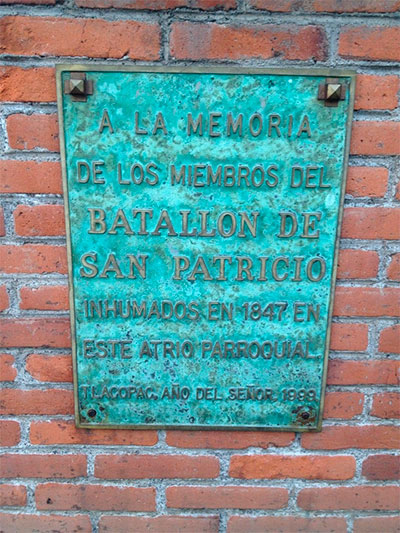 A LA MEMORIA
DE LOS MIEMBROS DEL
BATALLON DE
SAN PATRICIO
INHUMADOS EN 1847 EN
ESTE ATRIO PARROQUIAL.
TLACOPAC, AÑO DEL SEÑOR 1999